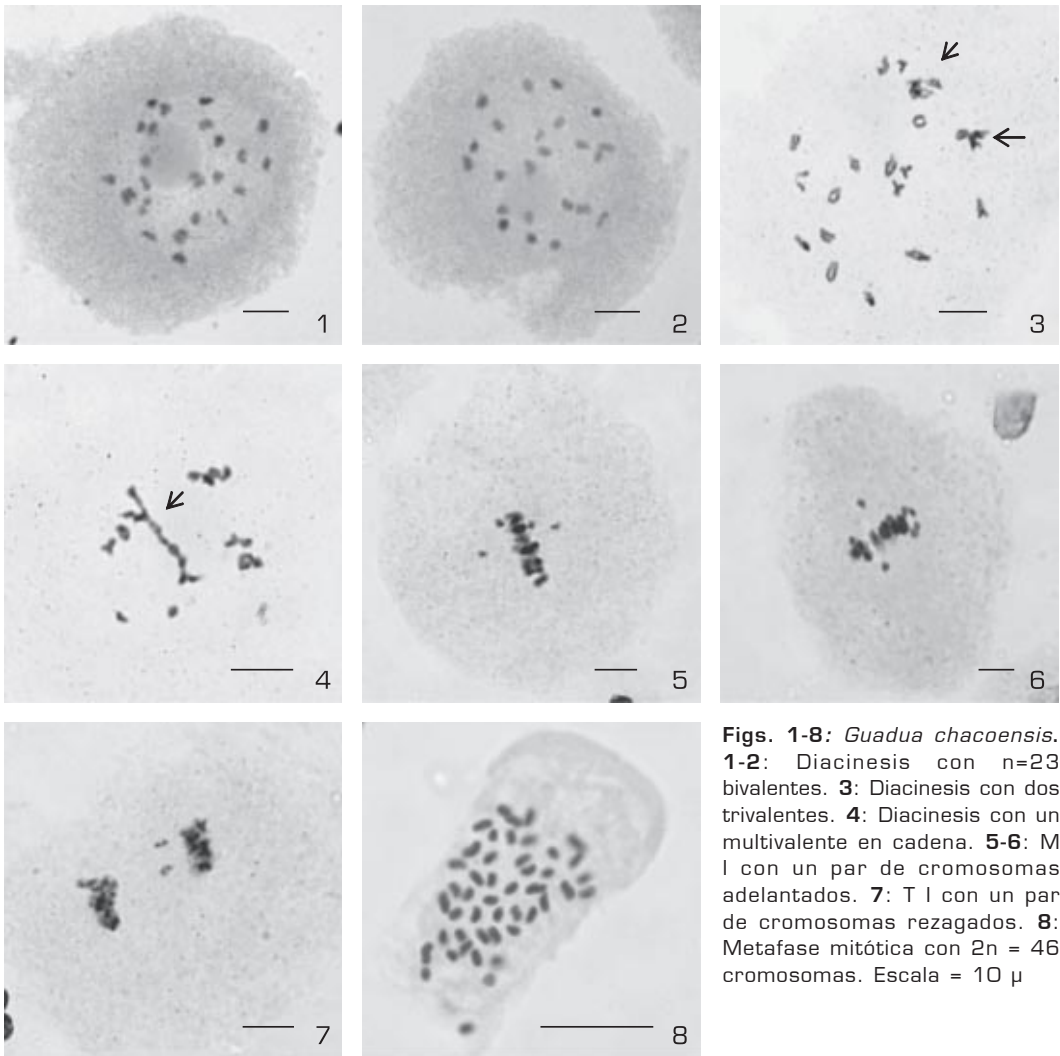 1
2
3
4
5
6
7
8
Figs. 1-8: Guadua chacoensis.
1-2: Diacinesis con n=23
bivalentes. 3: Diacinesis con dos
trivalentes. 4: Diacinesis con un
multivalente en cadena. 5-6: M
I con un par de cromosomas
adelantados. 7: T I con un par
de cromosomas rezagados. 8:
Metafase mitótica con 2n = 46
cromosomas. Escala = 10 µ